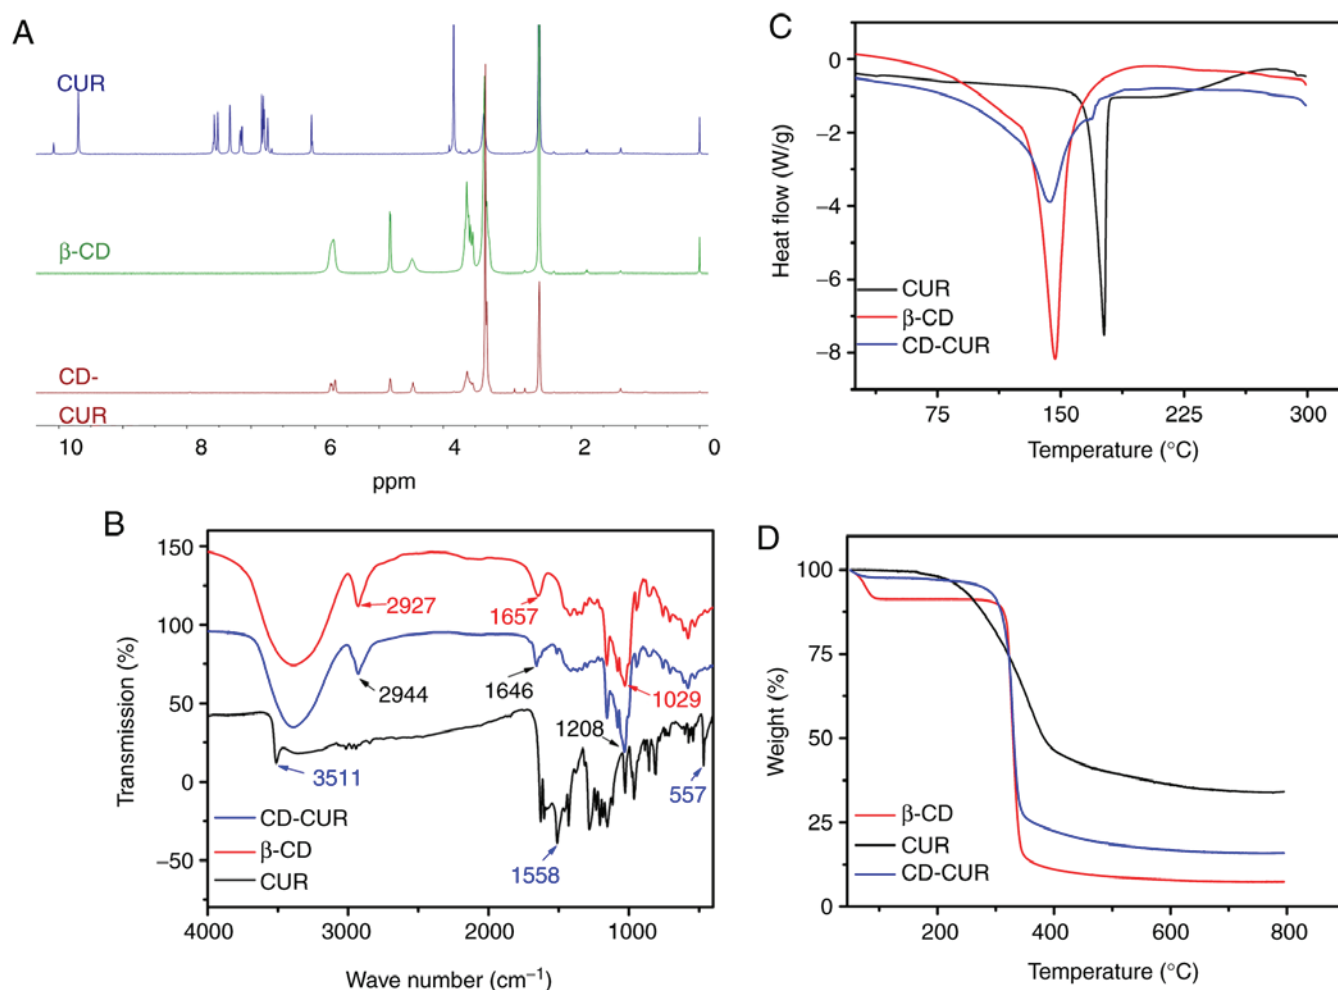 A
CUR
β-CD
CD-
CUR
10 8 6 4 2 0
ppm
B
150
100
50
0
−50
Transmission (%)
2927
1657
2944
1646
1029
1208
3511
557
1558
CD-CUR
β-CD
CUR
4000 3000 2000 1000
Wave number (cm⁻¹)
C
0
−2
−4
−6
−8
Heat flow (W/g)
CUR
β-CD
CD-CUR
75 150 225 300
Temperature (°C)
D
100
75
50
25
0
Weight (%)
β-CD
CUR
CD-CUR
200 400 600 800
Temperature (°C)